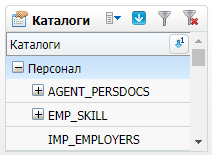 Каталоги
Каталоги
Персонал
AGENT_PERSDOCS
EMP_SKILL
IMP_EMPLOYERS